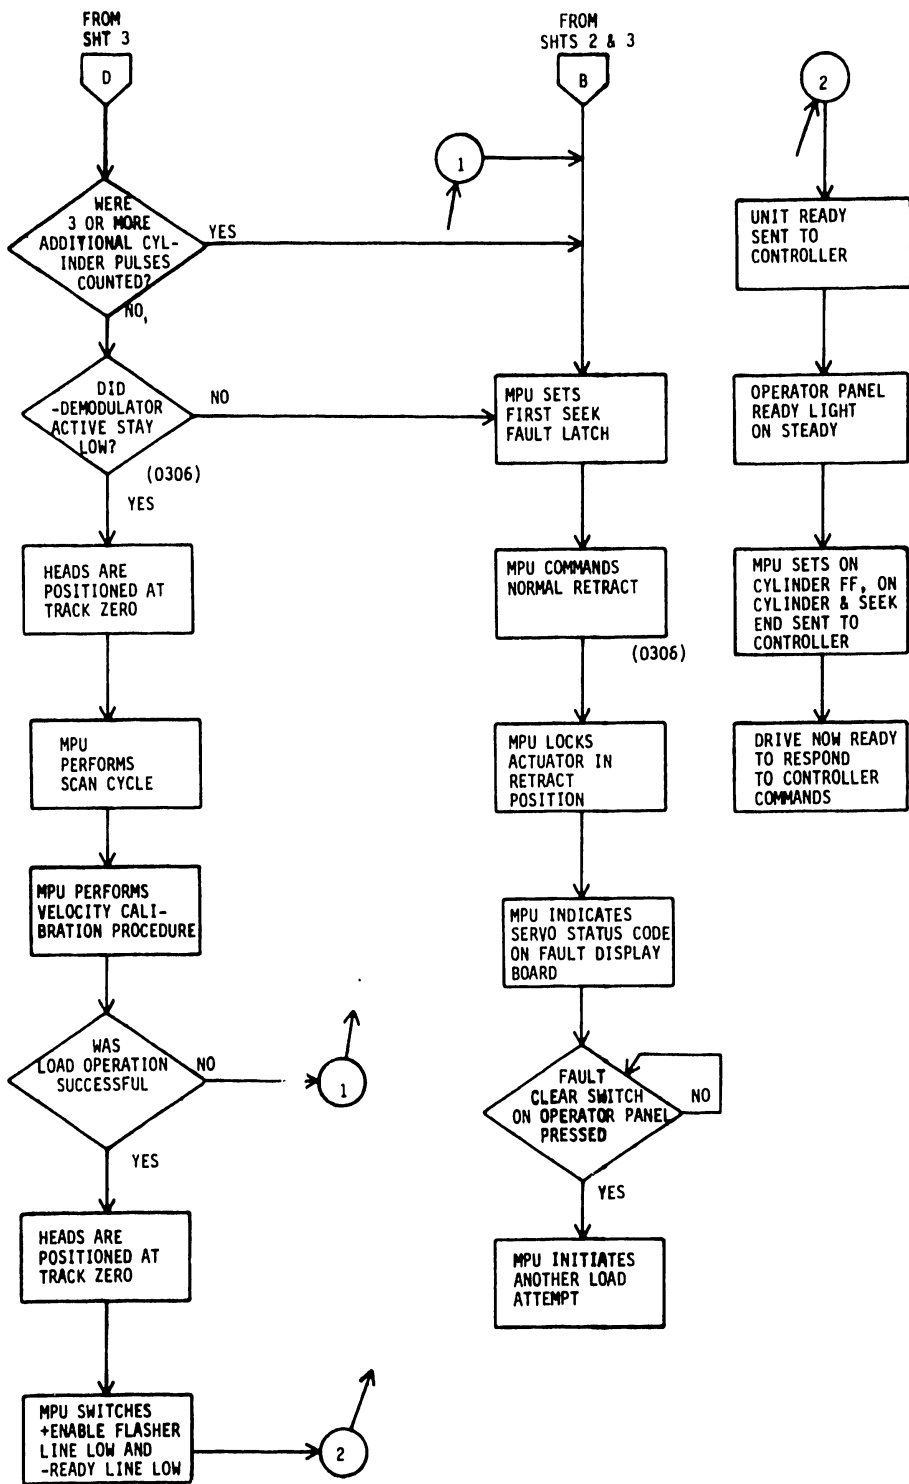 FROM
SHT 3
D
WERE
3 OR MORE
ADDITIONAL CYL-
INDER PULSES
COUNTED?
YES
NO,
DID
-DEMODULATOR
ACTIVE STAY
LOW?
NO
(0306)
YES
HEADS ARE
POSITIONED AT
TRACK ZERO
MPU
PERFORMS
SCAN CYCLE
MPU PERFORMS
VELOCITY CALI-
BRATION PROCEDURE
WAS
LOAD OPERATION
SUCCESSFUL
NO
1
YES
HEADS ARE
POSITIONED AT
TRACK ZERO
MPU SWITCHES
+ENABLE FLASHER
LINE LOW AND
-READY LINE LOW
2
FROM
SHTS 2 & 3
B
1
MPU SETS
FIRST SEEK
FAULT LATCH
MPU COMMANDS
NORMAL RETRACT
(0306)
MPU LOCKS
ACTUATOR IN
RETRACT
POSITION
MPU INDICATES
SERVO STATUS CODE
ON FAULT DISPLAY
BOARD
FAULT
CLEAR SWITCH
ON OPERATOR PANEL
PRESSED
NO
YES
MPU INITIATES
ANOTHER LOAD
ATTEMPT
2
UNIT READY
SENT TO
CONTROLLER
OPERATOR PANEL
READY LIGHT
ON STEADY
MPU SETS ON
CYLINDER FF, ON
CYLINDER & SEEK
END SENT TO
CONTROLLER
DRIVE NOW READY
TO RESPOND
TO CONTROLLER
COMMANDS